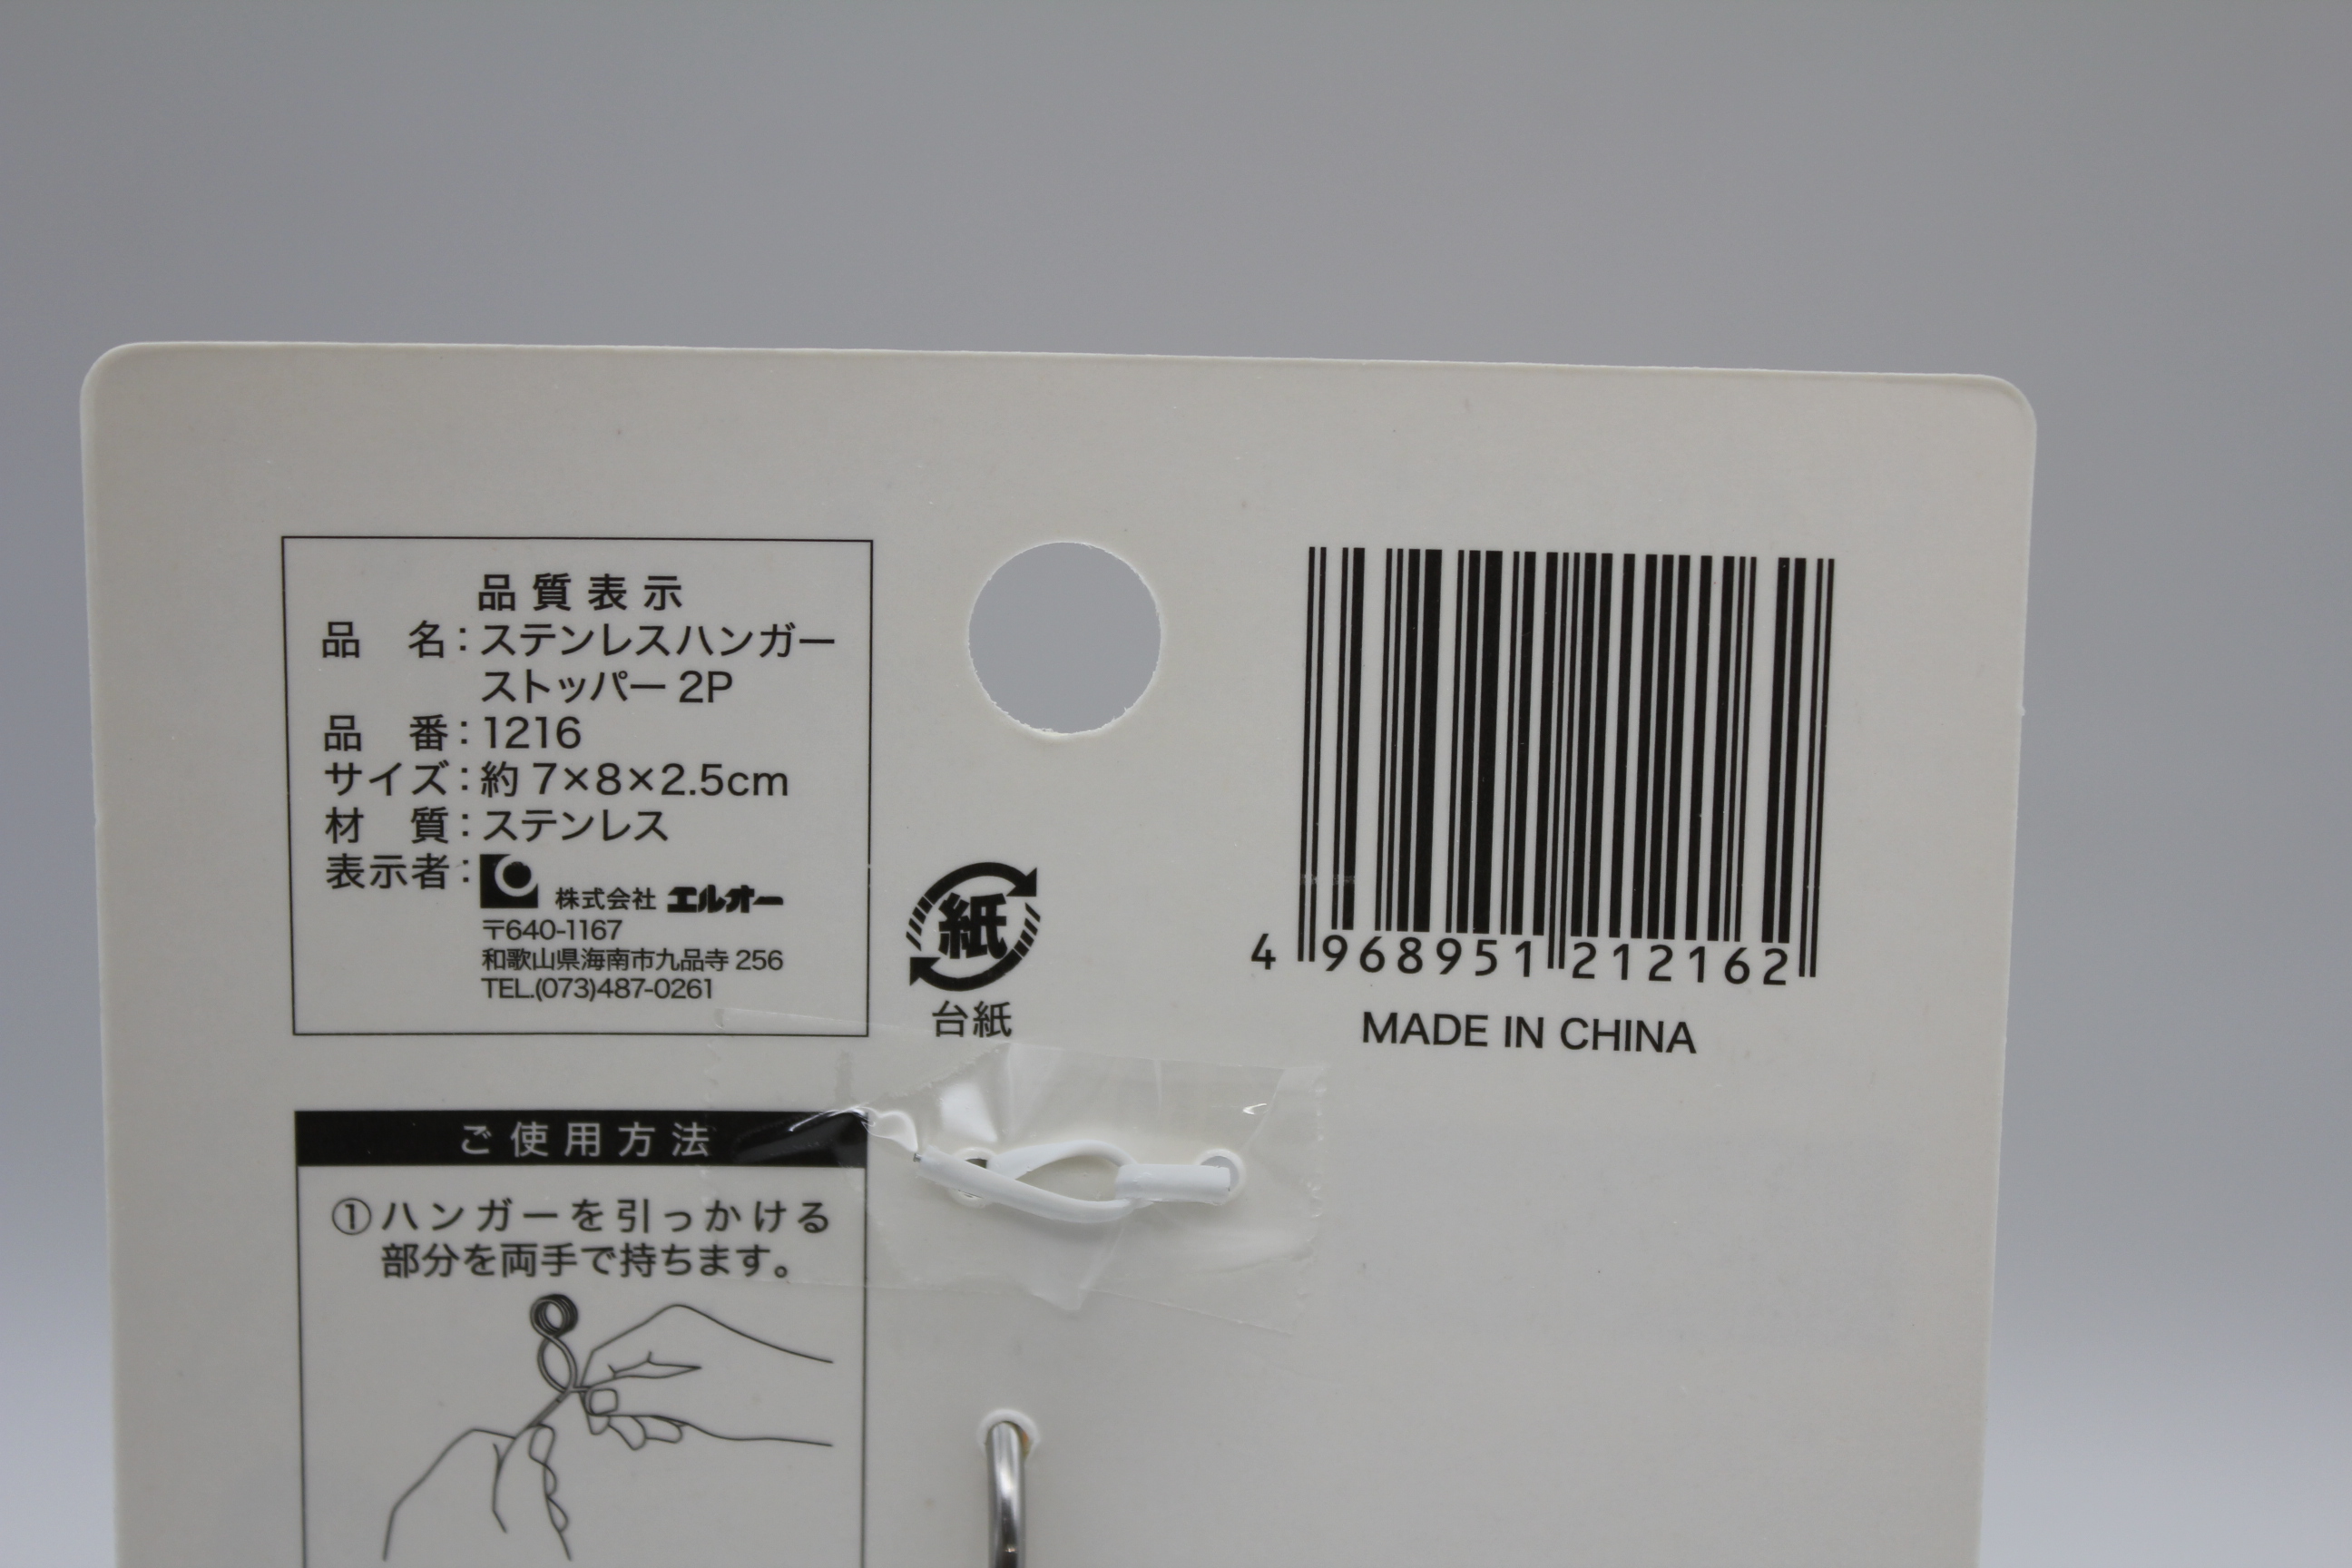 品質表示
品　名：ステンレスハンガー
ストッパー 2P
品　番：1216
サイズ：約 7×8×2.5cm
材　質：ステンレス
表示者：株式会社 エルオー
〒640-1167
和歌山県海南市九品寺 256
TEL.(073)487-0261
紙
台紙
4 968951 212162
MADE IN CHINA
ご使用方法
①ハンガーを引っかける
部分を両手で持ちます。